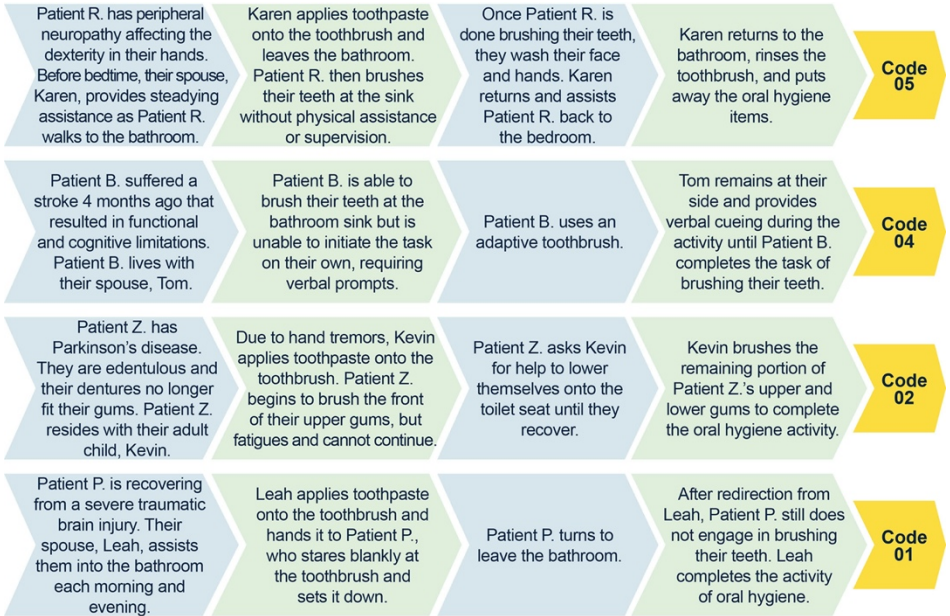 Patient R. has peripheral
neuropathy affecting the
dexterity in their hands.
Before bedtime, their spouse,
Karen, provides steadying
assistance as Patient R.
walks to the bathroom.
Karen applies toothpaste
onto the toothbrush and
leaves the bathroom.
Patient R. then brushes
their teeth at the sink
without physical assistance
or supervision.
Once Patient R. is
done brushing their teeth,
they wash their face
and hands. Karen
returns and assists
Patient R. back to
the bedroom.
Karen returns to the
bathroom, rinses the
toothbrush, and puts
away the oral hygiene
items.
Code
05
Patient B. suffered a
stroke 4 months ago that
resulted in functional
and cognitive limitations.
Patient B. lives with
their spouse, Tom.
Patient B. is able to
brush their teeth at the
bathroom sink but is
unable to initiate the task
on their own, requiring
verbal prompts.
Patient B. uses an
adaptive toothbrush.
Tom remains at their
side and provides
verbal cueing during the
activity until Patient B.
completes the task of
brushing their teeth.
Code
04
Patient Z. has
Parkinson's disease.
They are edentulous and
their dentures no longer
fit their gums. Patient Z.
resides with their adult
child, Kevin.
Due to hand tremors, Kevin
applies toothpaste onto the
toothbrush. Patient Z.
begins to brush the front
of their upper gums, but
fatigues and cannot continue.
Patient Z. asks Kevin
for help to lower
themselves onto the
toilet seat until they
recover.
Kevin brushes the
remaining portion of
Patient Z.'s upper and
lower gums to complete
the oral hygiene activity.
Code
02
Patient P. is recovering
from a severe traumatic
brain injury. Their
spouse, Leah, assists
them into the bathroom
each morning and
evening.
Leah applies toothpaste
onto the toothbrush and
hands it to Patient P.,
who stares blankly at
the toothbrush and
sets it down.
Patient P. turns to
leave the bathroom.
After redirection from
Leah, Patient P. still does
not engage in brushing
their teeth. Leah
completes the activity
of oral hygiene.
Code
01